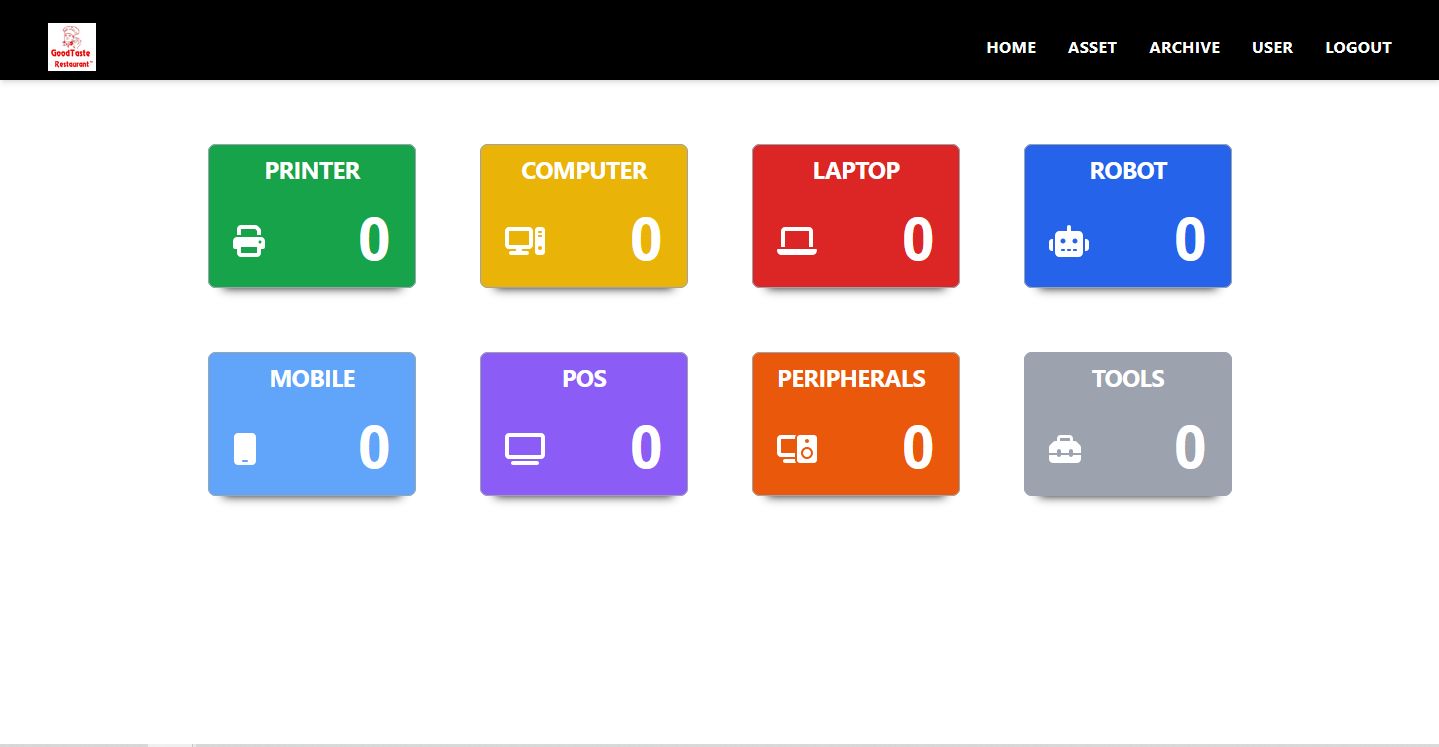 GoodTaste
Restaurant™
HOME ASSET ARCHIVE USER LOGOUT
PRINTER COMPUTER LAPTOP ROBOT
0 0 0 0
MOBILE POS PERIPHERALS TOOLS
0 0 0 0